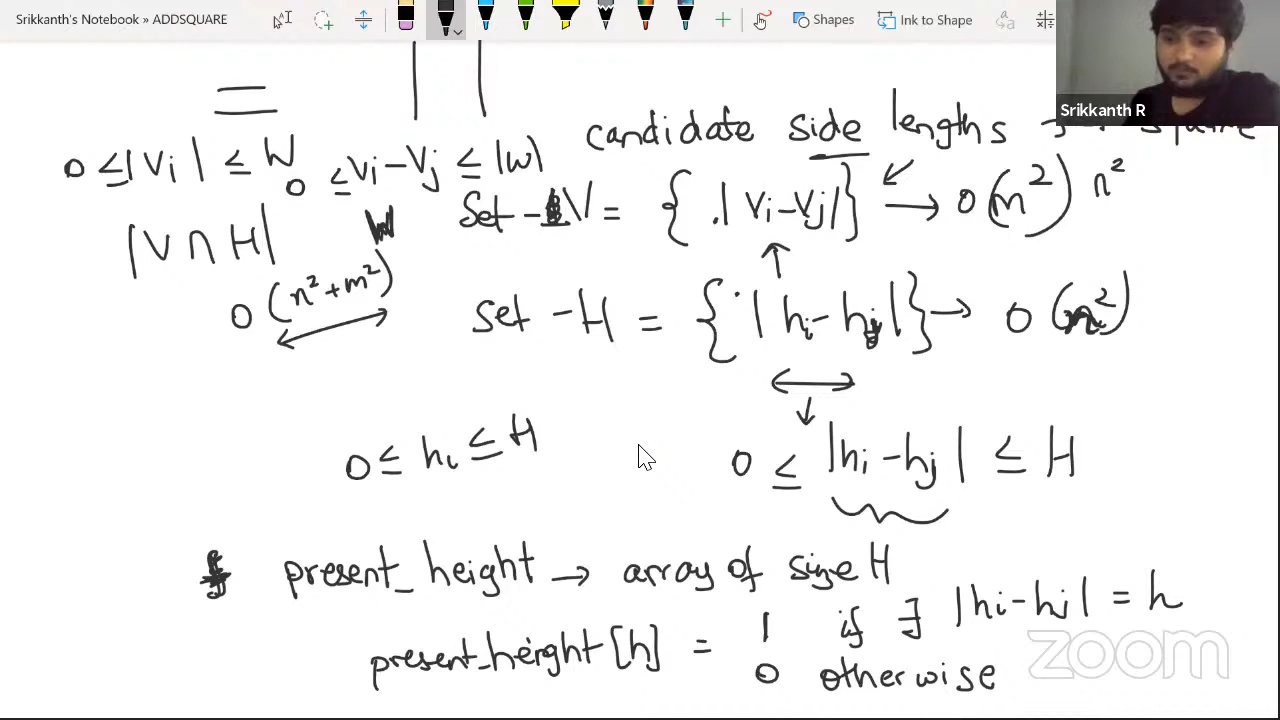 Srikkanth's Notebook » ADDSQUARE
Shapes
Ink to Shape
Srikkanth R
candidate side lengths
0 ≤ |Vi| ≤ W
0 ≤ Vi - Vj ≤ |W|
Set - V = { |Vi - Vj| } → O(m²) n²
|V ∩ H|
O(n² + m²)
Set - H = { |hi - hj| } → O(n²)
0 ≤ hi ≤ H
0 ≤ |hi - hj| ≤ H
present_height → array of size H
present_height[h] = 1 if ∃ |hi - hj| = h
0 otherwise
zoom